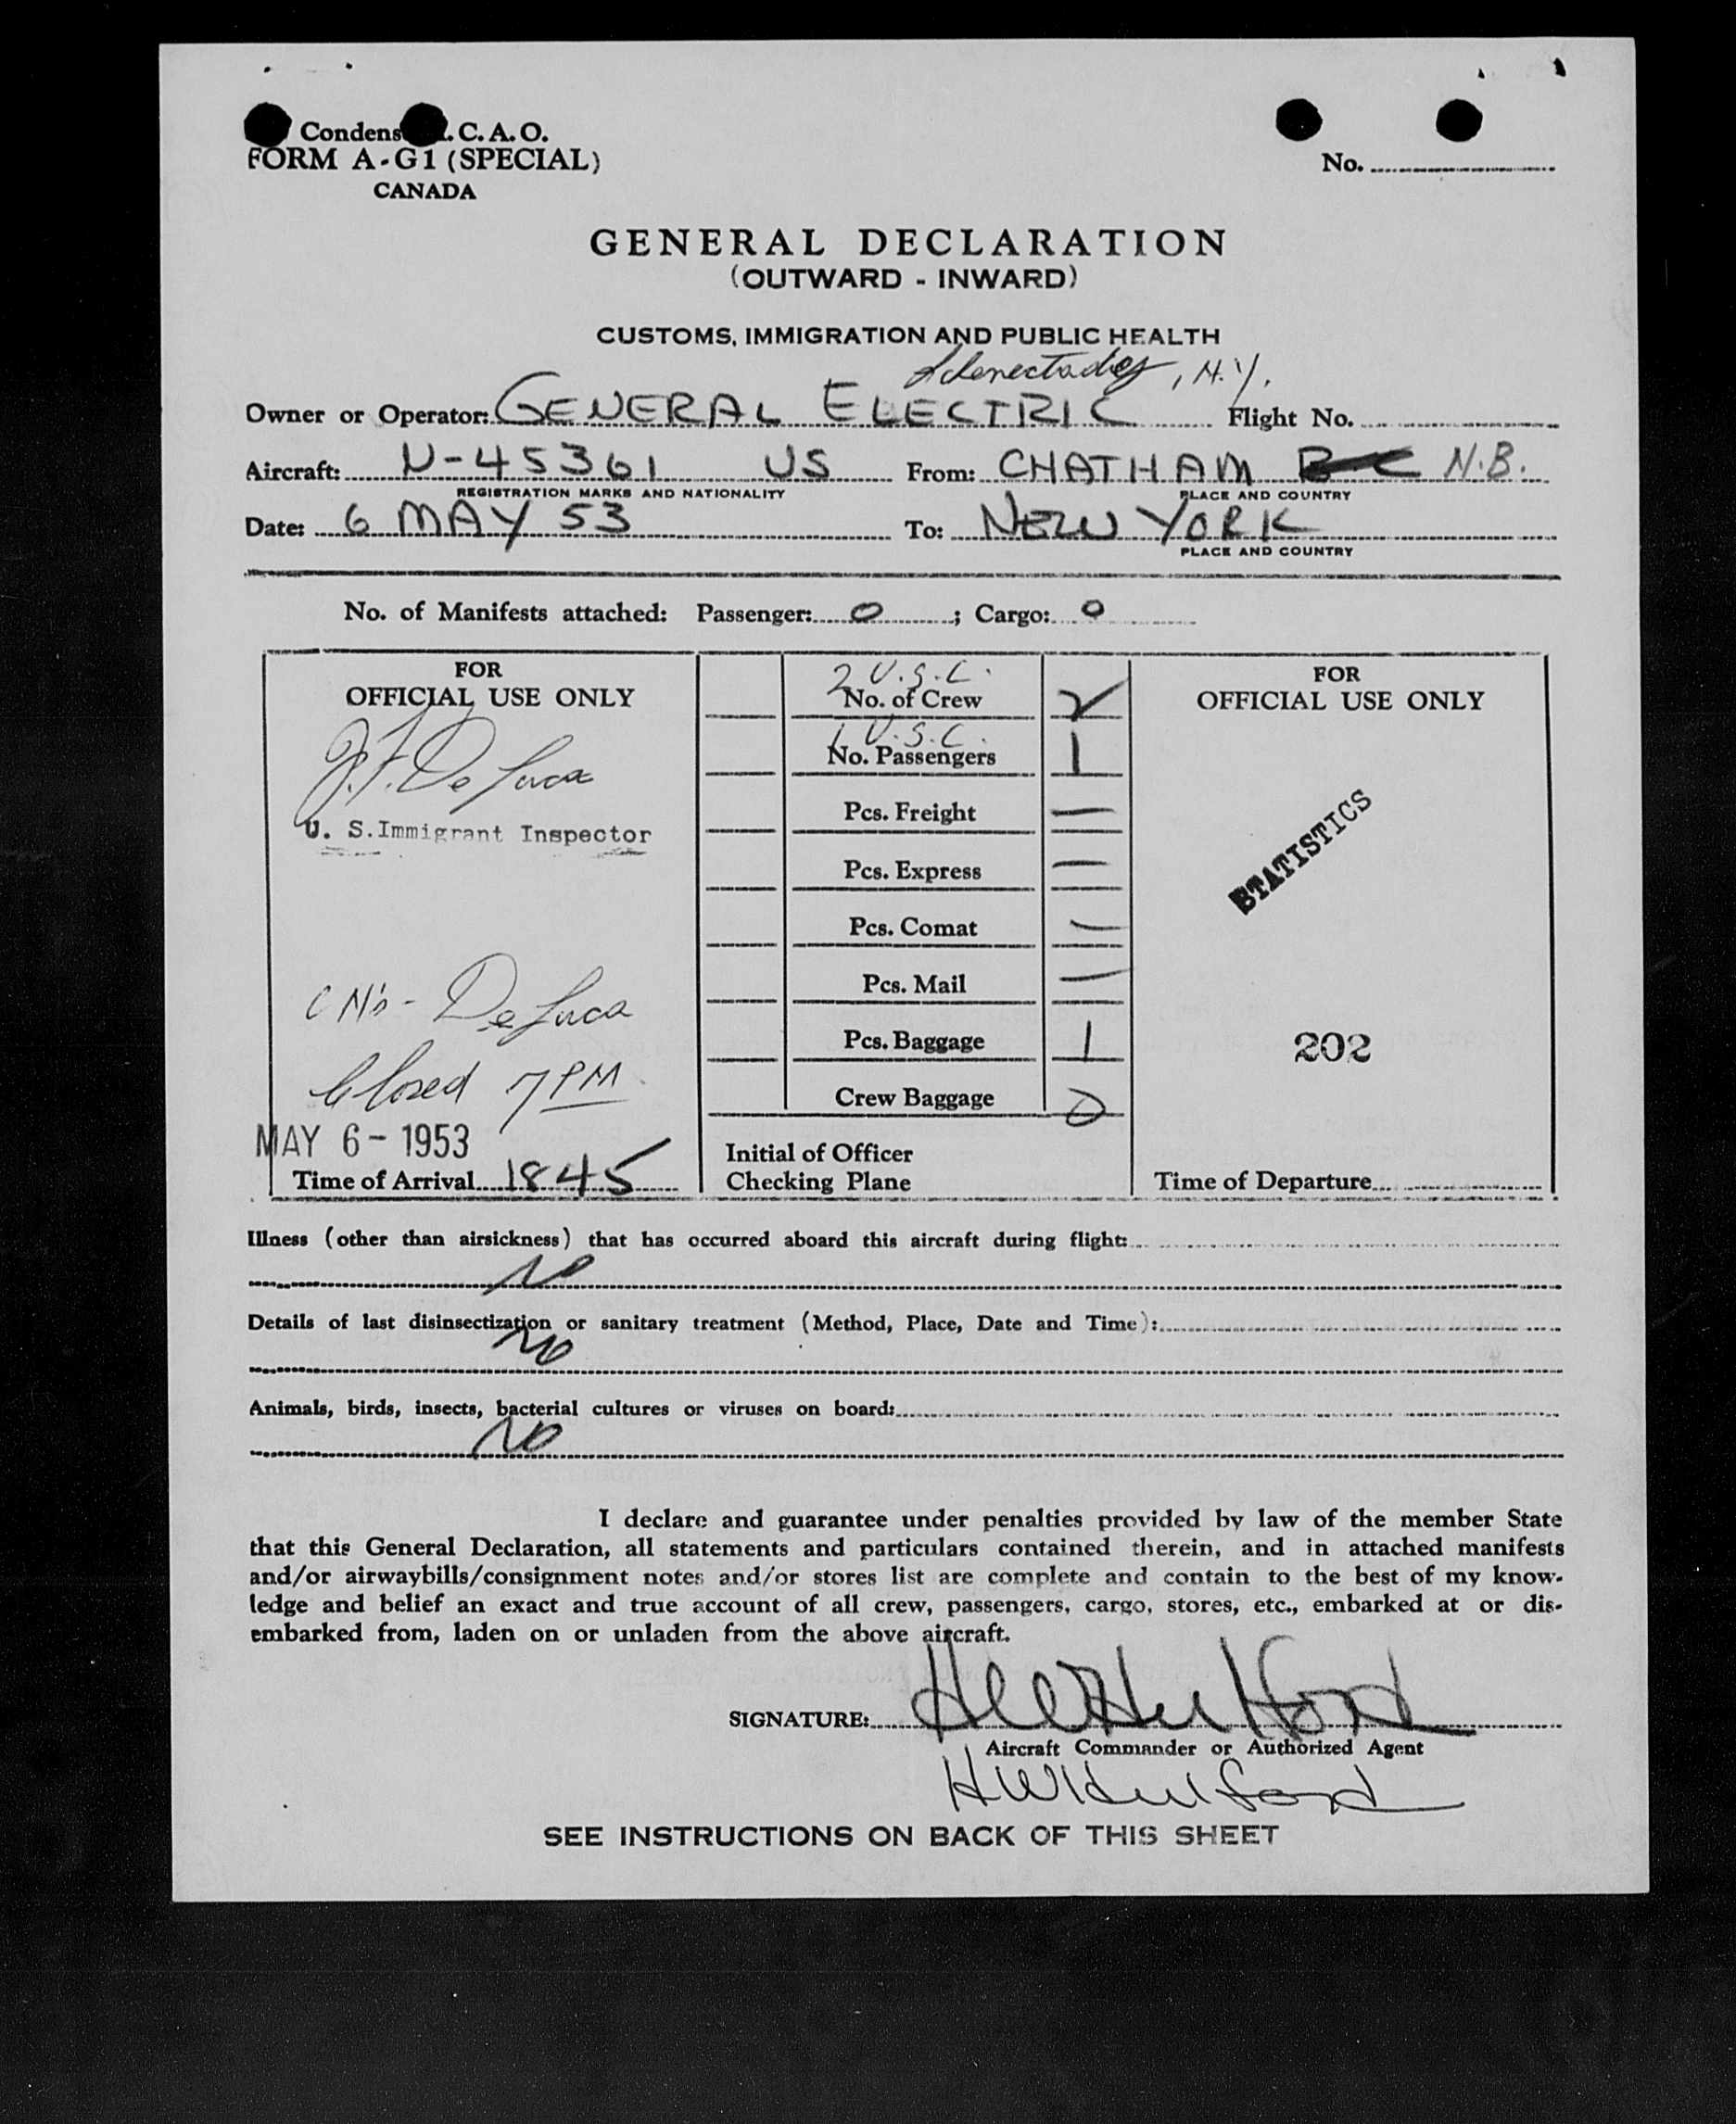 Condens .C.A.O.
FORM A-G1 (SPECIAL)
CANADA
No.
GENERAL DECLARATION
(OUTWARD - INWARD)
CUSTOMS, IMMIGRATION AND PUBLIC HEALTH
Schenectady, N.Y.
Owner or Operator: GENERAL ELECTRIC Flight No.
Aircraft: N-45361 US From: CHATHAM N.B.
REGISTRATION MARKS AND NATIONALITY PLACE AND COUNTRY
Date: 6 MAY 53 To: NEW YORK
PLACE AND COUNTRY
No. of Manifests attached: Passenger: 0 ; Cargo: 0
FOR
OFFICIAL USE ONLY
J.F. De Luca
U. S. Immigrant Inspector
De Luca
Closed 7 PM
MAY 6 - 1953
Time of Arrival 1845
2 U.S.C.
No. of Crew 2
1 U.S.C.
No. Passengers 1
Pcs. Freight —
Pcs. Express —
Pcs. Comat —
Pcs. Mail —
Pcs. Baggage 1
Crew Baggage 0
Initial of Officer
Checking Plane
FOR
OFFICIAL USE ONLY
STATISTICS
202
Time of Departure
Illness (other than airsickness) that has occurred aboard this aircraft during flight:
NO
Details of last disinsectization or sanitary treatment (Method, Place, Date and Time):
NO
Animals, birds, insects, bacterial cultures or viruses on board:
NO
I declare and guarantee under penalties provided by law of the member State
that this General Declaration, all statements and particulars contained therein, and in attached manifests
and/or airwaybills/consignment notes and/or stores list are complete and contain to the best of my know-
ledge and belief an exact and true account of all crew, passengers, cargo, stores, etc., embarked at or dis-
embarked from, laden on or unladen from the above aircraft.
SIGNATURE:
Aircraft Commander or Authorized Agent
SEE INSTRUCTIONS ON BACK OF THIS SHEET